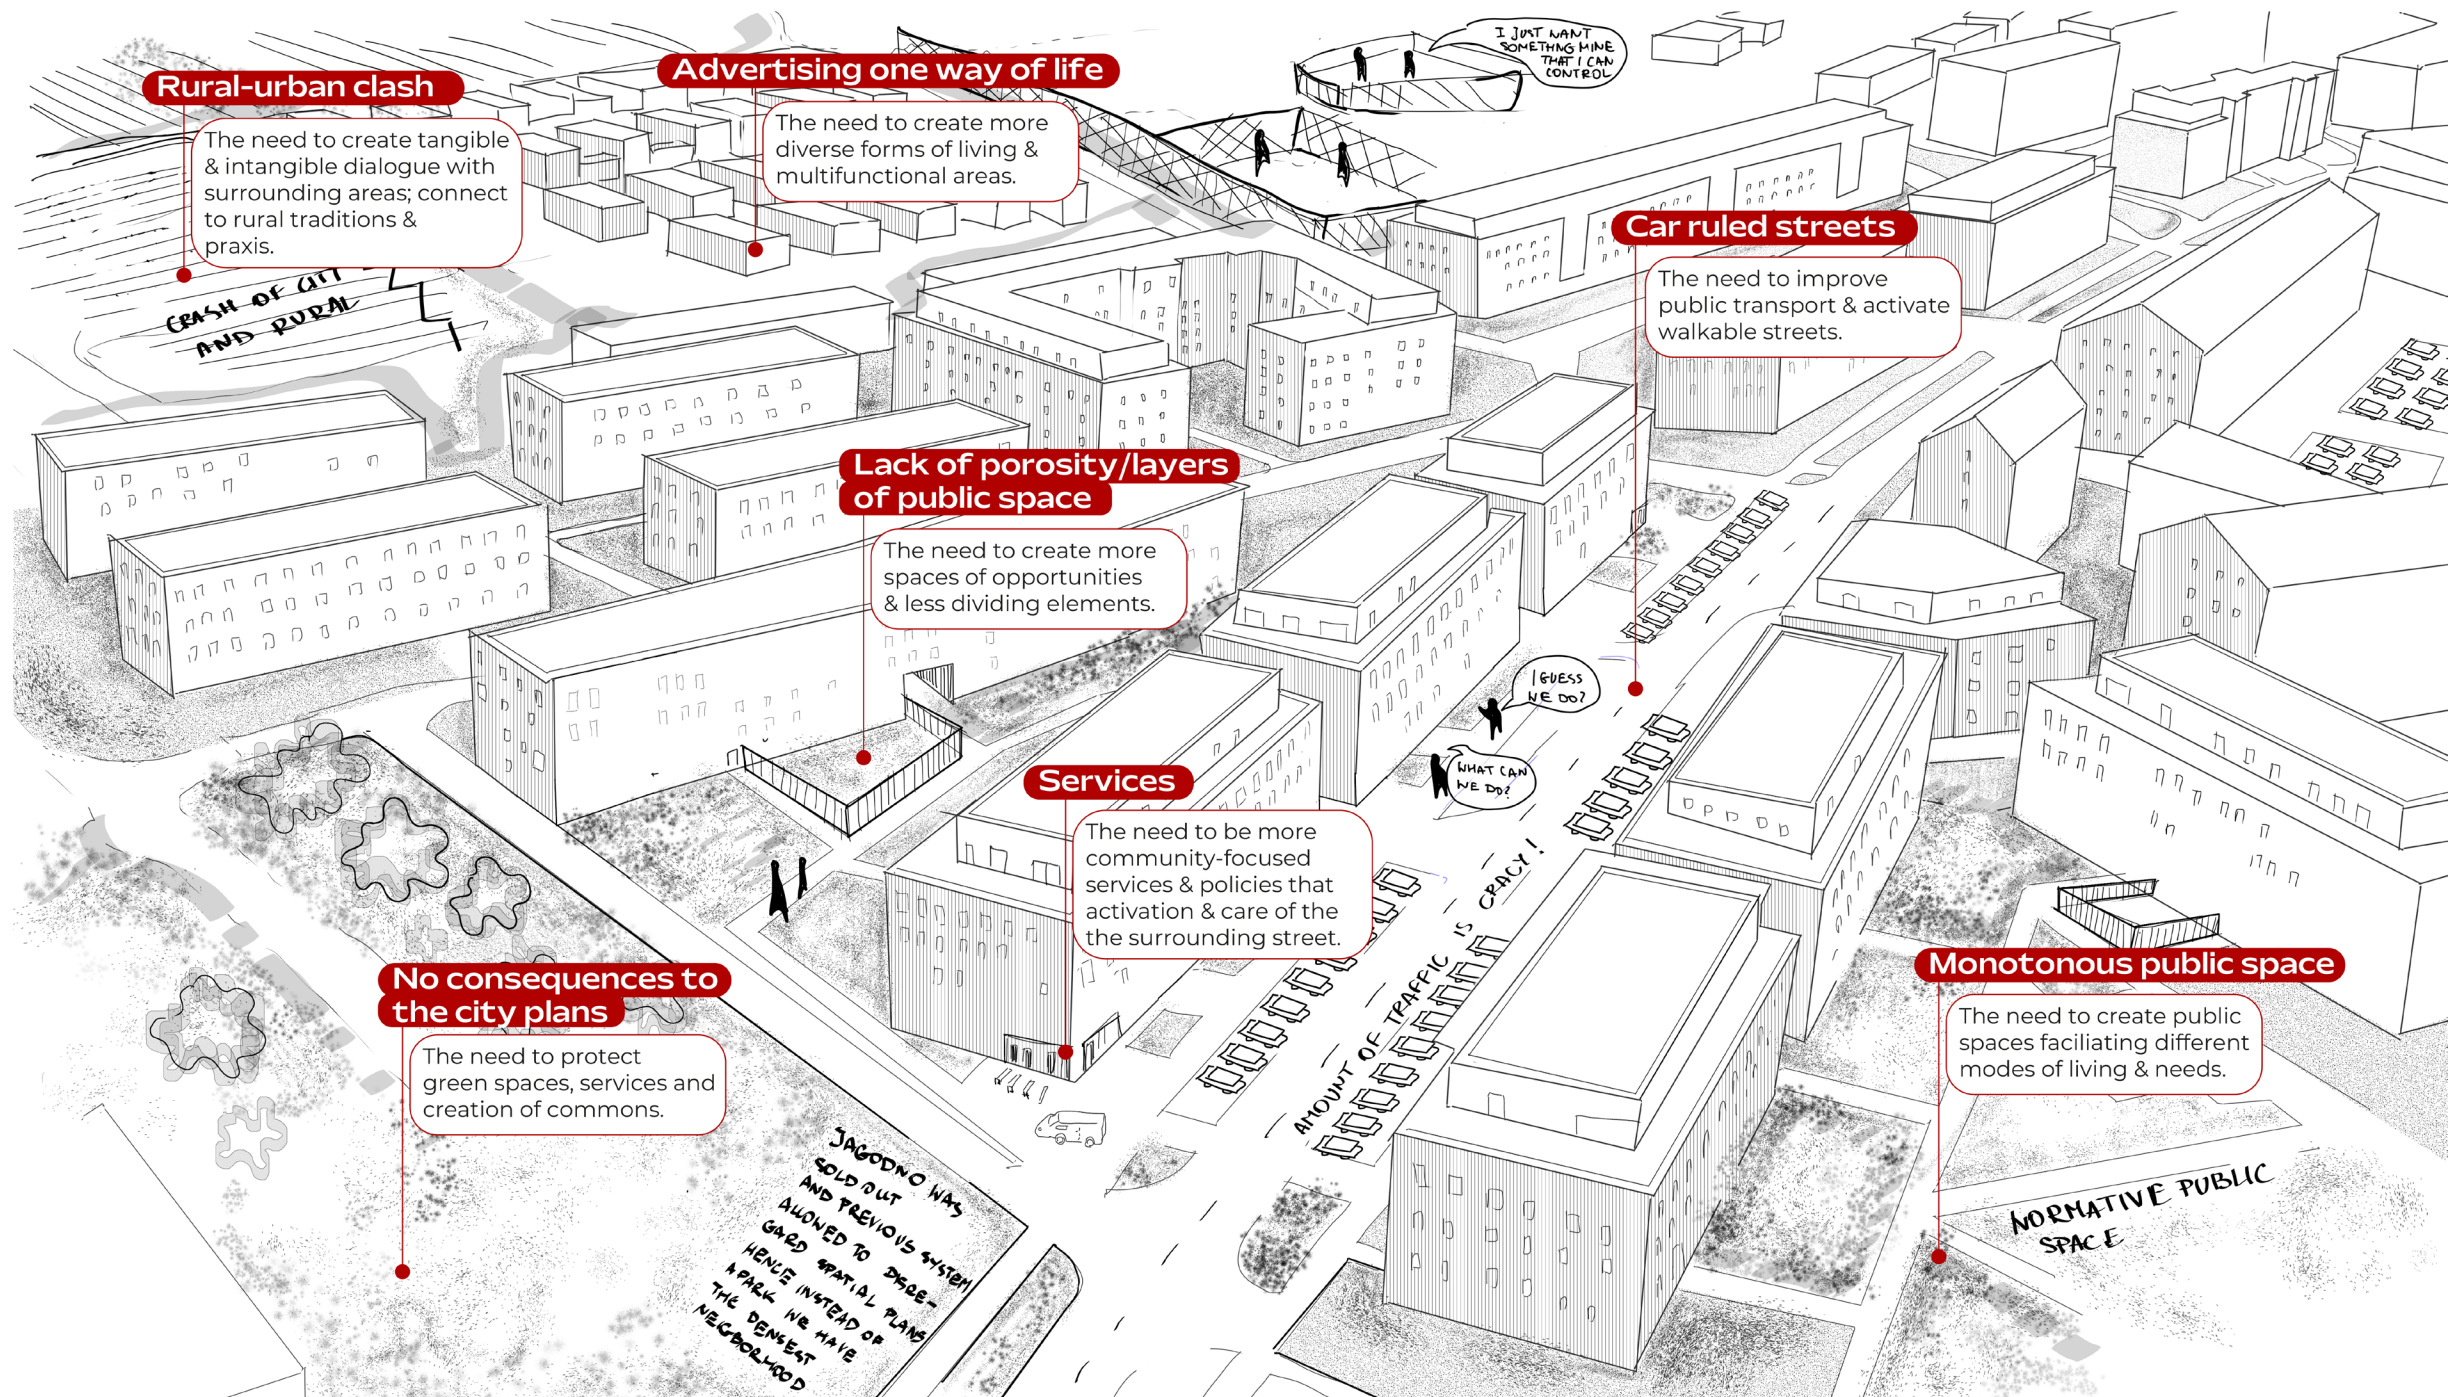 Rural-urban clash
The need to create tangible
& intangible dialogue with
surrounding areas; connect
to rural traditions &
praxis.
CRASH OF CITY
AND RURAL
Advertising one way of life
The need to create more
diverse forms of living &
multifunctional areas.
I JUST WANT
SOMETHNG MINE
THAT I CAN
CONTROL
Car ruled streets
The need to improve
public transport & activate
walkable streets.
Lack of porosity/layers
of public space
The need to create more
spaces of opportunities
& less dividing elements.
I GUESS
WE DO?
WHAT CAN
WE DO?
Services
The need to be more
community-focused
services & policies that
activation & care of the
the surrounding street.
AMOUNT OF TRAFFIC IS CRACY!
No consequences to
the city plans
The need to protect
green spaces, services and
creation of commons.
JAGODNO WAS
SOLD OUT
AND PREVIOUS SYSTEM
ALLOWED TO DISRE-
GARD SPATIAL PLANS
HENCE INSTEAD OF
A PARK WE HAVE
THE DENSEST
NEIGBORHOOD
Monotonous public space
The need to create public
spaces faciliating different
modes of living & needs.
NORMATIVE PUBLIC
SPACE